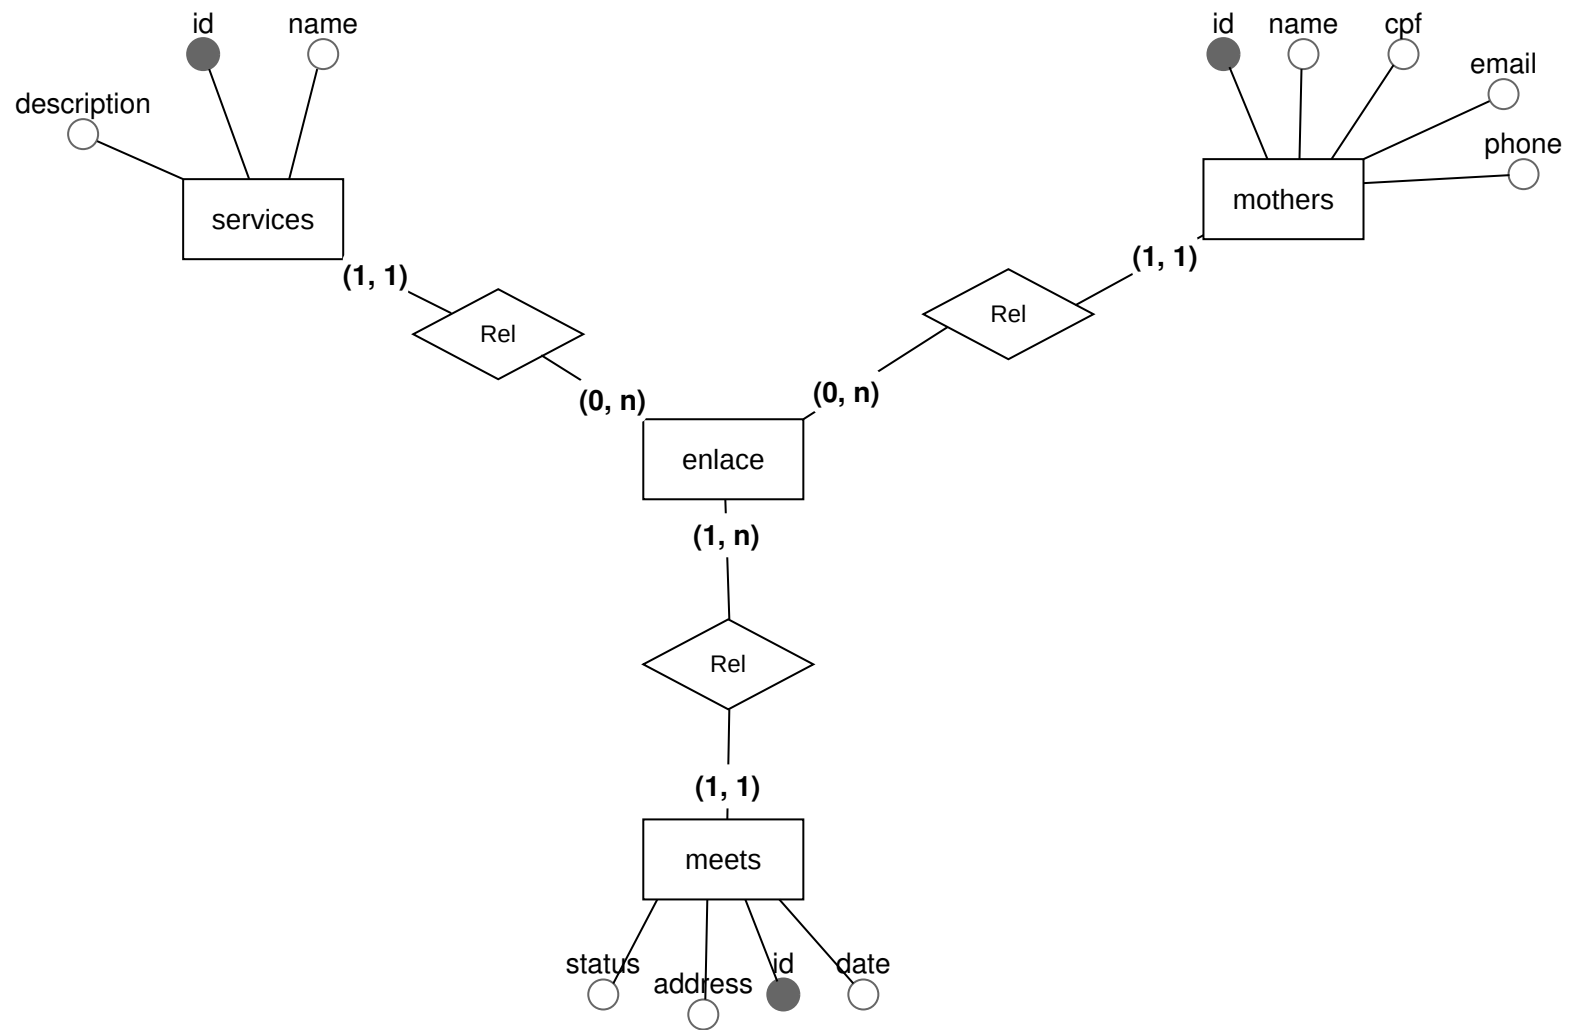 id
name
description
services
(1, 1)
Rel
(0, n)
id
name
cpf
email
phone
mothers
(1, 1)
Rel
(0, n)
enlace
(1, n)
Rel
(1, 1)
meets
status
address
id
date